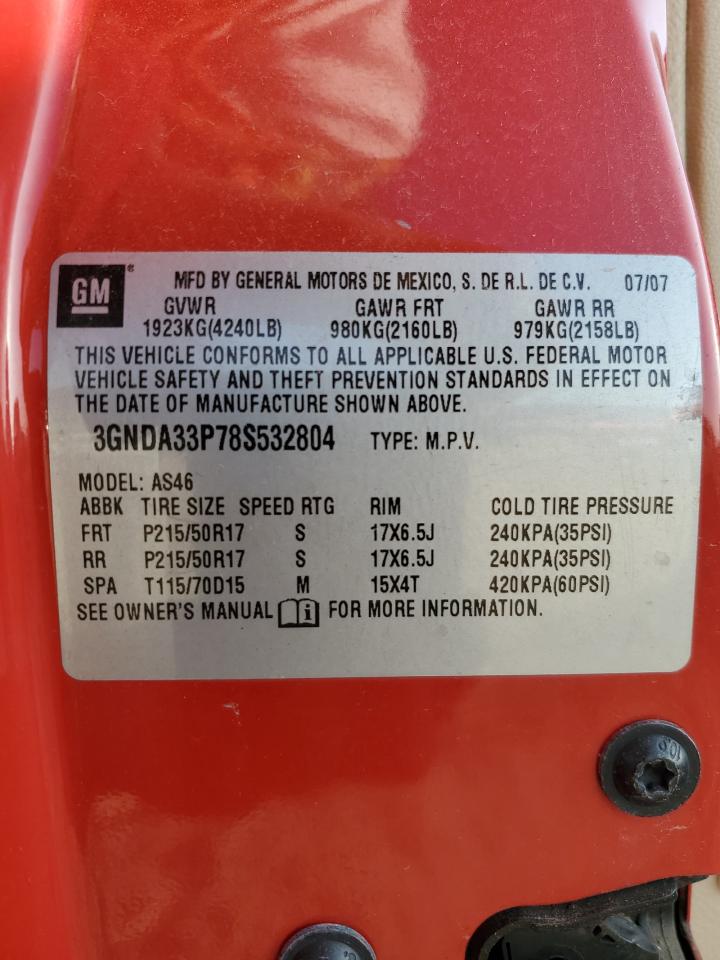 GM ® MFD BY GENERAL MOTORS DE MEXICO, S. DE R.L. DE C.V. 07/07
GVWR GAWR FRT GAWR RR
1923KG(4240LB) 980KG(2160LB) 979KG(2158LB)
THIS VEHICLE CONFORMS TO ALL APPLICABLE U.S. FEDERAL MOTOR
VEHICLE SAFETY AND THEFT PREVENTION STANDARDS IN EFFECT ON
THE DATE OF MANUFACTURE SHOWN ABOVE.
3GNDA33P78S532804 TYPE: M.P.V.
MODEL: AS46
ABBK TIRE SIZE SPEED RTG RIM COLD TIRE PRESSURE
FRT P215/50R17 S 17X6.5J 240KPA(35PSI)
RR P215/50R17 S 17X6.5J 240KPA(35PSI)
SPA T115/70D15 M 15X4T 420KPA(60PSI)
SEE OWNER'S MANUAL i FOR MORE INFORMATION.
10.9